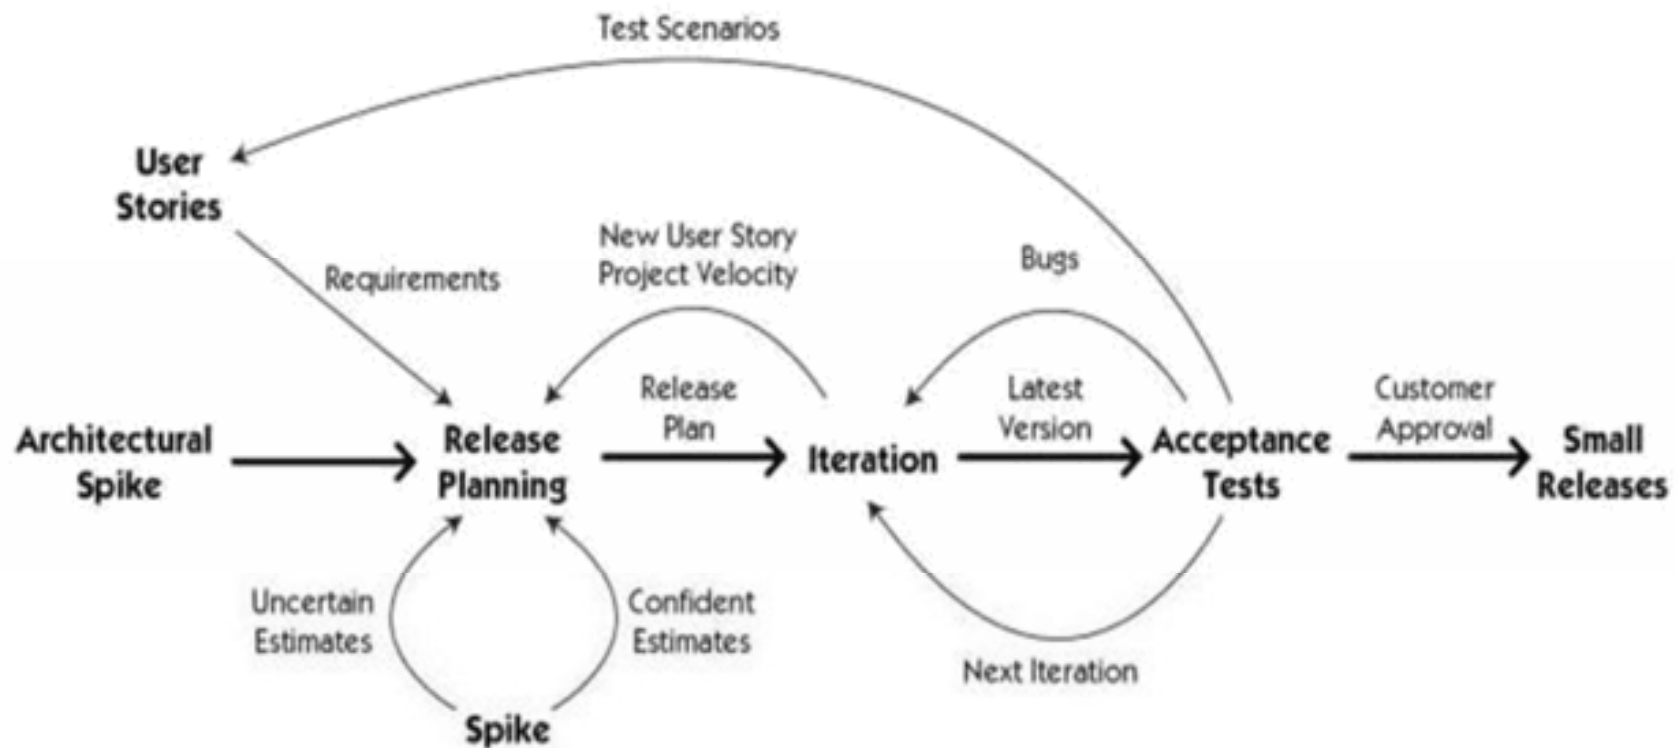 Test Scenarios
User
Stories
New User Story
Project Velocity
Bugs
Requirements
Release
Plan
Latest
Version
Customer
Approval
Architectural
Spike
Release
Planning
Iteration
Acceptance
Tests
Small
Releases
Uncertain
Estimates
Confident
Estimates
Next Iteration
Spike